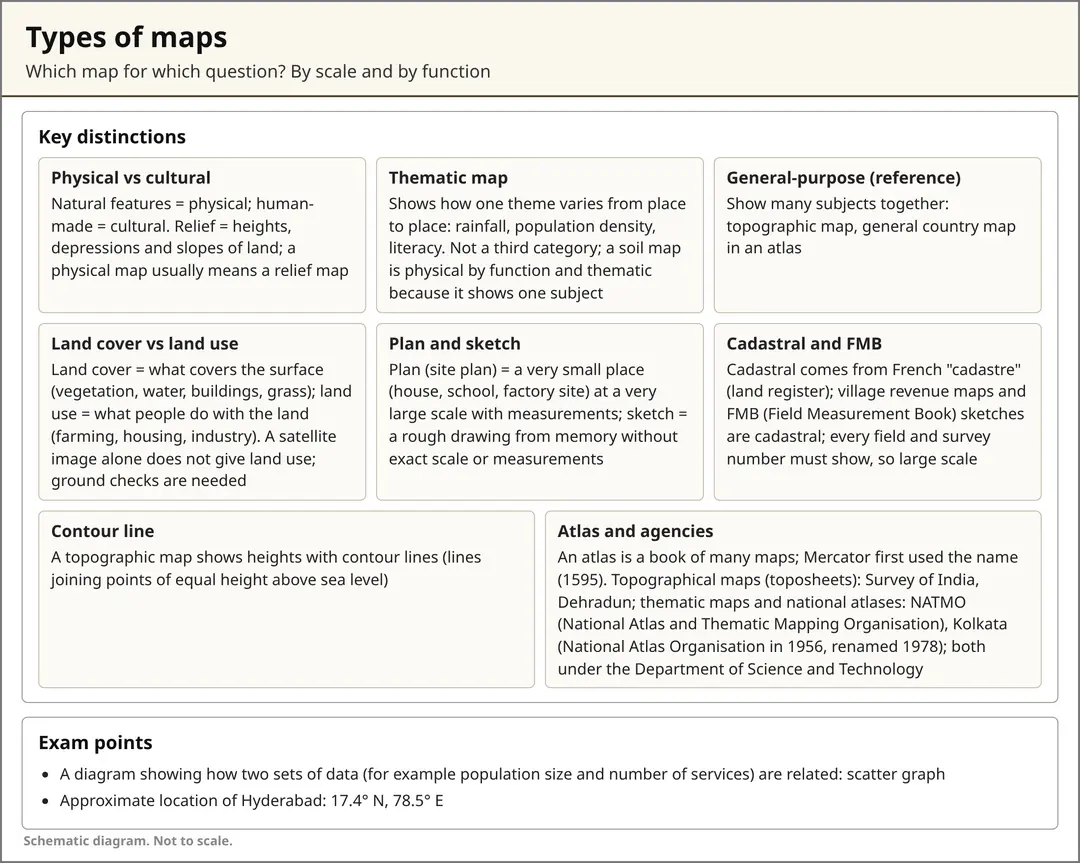 Types of maps
Which map for which question? By scale and by function
Key distinctions
Physical vs cultural
Natural features = physical; human-
made = cultural. Relief = heights,
depressions and slopes of land; a
physical map usually means a relief map
Thematic map
Shows how one theme varies from place
to place: rainfall, population density,
literacy. Not a third category; a soil map
is physical by function and thematic
because it shows one subject
General-purpose (reference)
Show many subjects together:
topographic map, general country map
in an atlas
Land cover vs land use
Land cover = what covers the surface
(vegetation, water, buildings, grass); land
use = what people do with the land
(farming, housing, industry). A satellite
image alone does not give land use;
ground checks are needed
Plan and sketch
Plan (site plan) = a very small place
(house, school, factory site) at a very
large scale with measurements; sketch =
a rough drawing from memory without
exact scale or measurements
Cadastral and FMB
Cadastral comes from French "cadastre"
(land register); village revenue maps and
FMB (Field Measurement Book) sketches
are cadastral; every field and survey
number must show, so large scale
Contour line
A topographic map shows heights with contour lines (lines
joining points of equal height above sea level)
Atlas and agencies
An atlas is a book of many maps; Mercator first used the name
(1595). Topographical maps (toposheets): Survey of India,
Dehradun; thematic maps and national atlases: NATMO
(National Atlas and Thematic Mapping Organisation), Kolkata
(National Atlas Organisation in 1956, renamed 1978); both
under the Department of Science and Technology
Exam points
• A diagram showing how two sets of data (for example population size and number of services) are related: scatter graph
• Approximate location of Hyderabad: 17.4° N, 78.5° E
Schematic diagram. Not to scale.